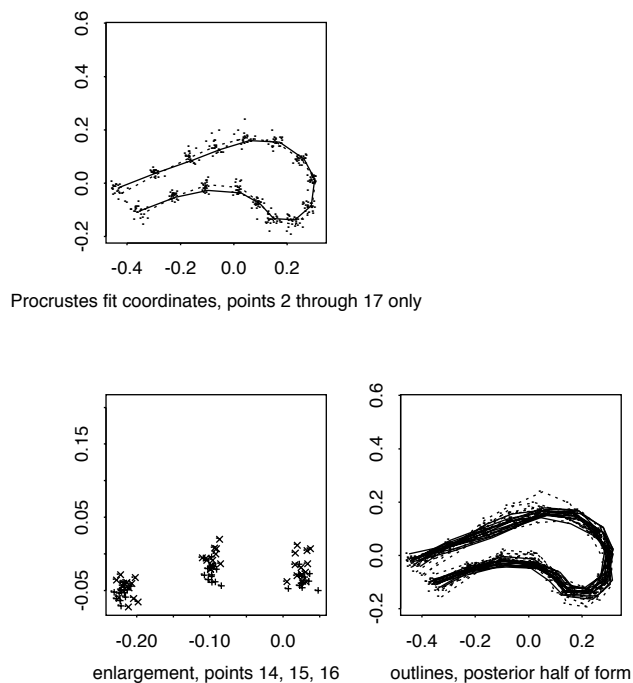 0.6
0.4
0.2
0.0
-0.2
-0.4 -0.2 0.0 0.2
Procrustes fit coordinates, points 2 through 17 only
0.15
0.05
-0.05
-0.20 -0.10 0.0
enlargement, points 14, 15, 16
0.6
0.4
0.2
0.0
-0.2
-0.4 -0.2 0.0 0.2
outlines, posterior half of form